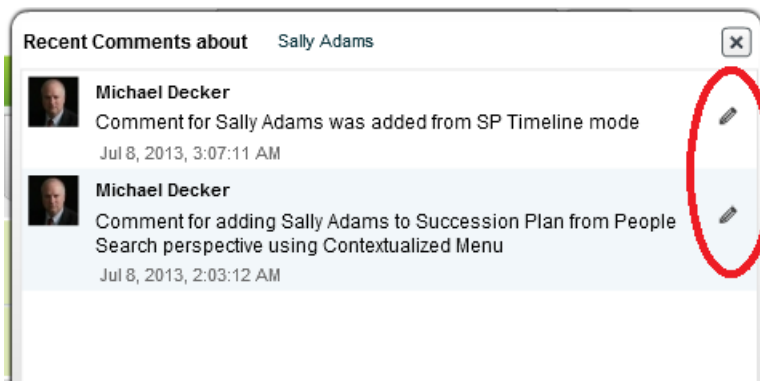 Recent Comments about Sally Adams
Michael Decker
Comment for Sally Adams was added from SP Timeline mode
Jul 8, 2013, 3:07:11 AM
Michael Decker
Comment for adding Sally Adams to Succession Plan from People
Search perspective using Contextualized Menu
Jul 8, 2013, 2:03:12 AM